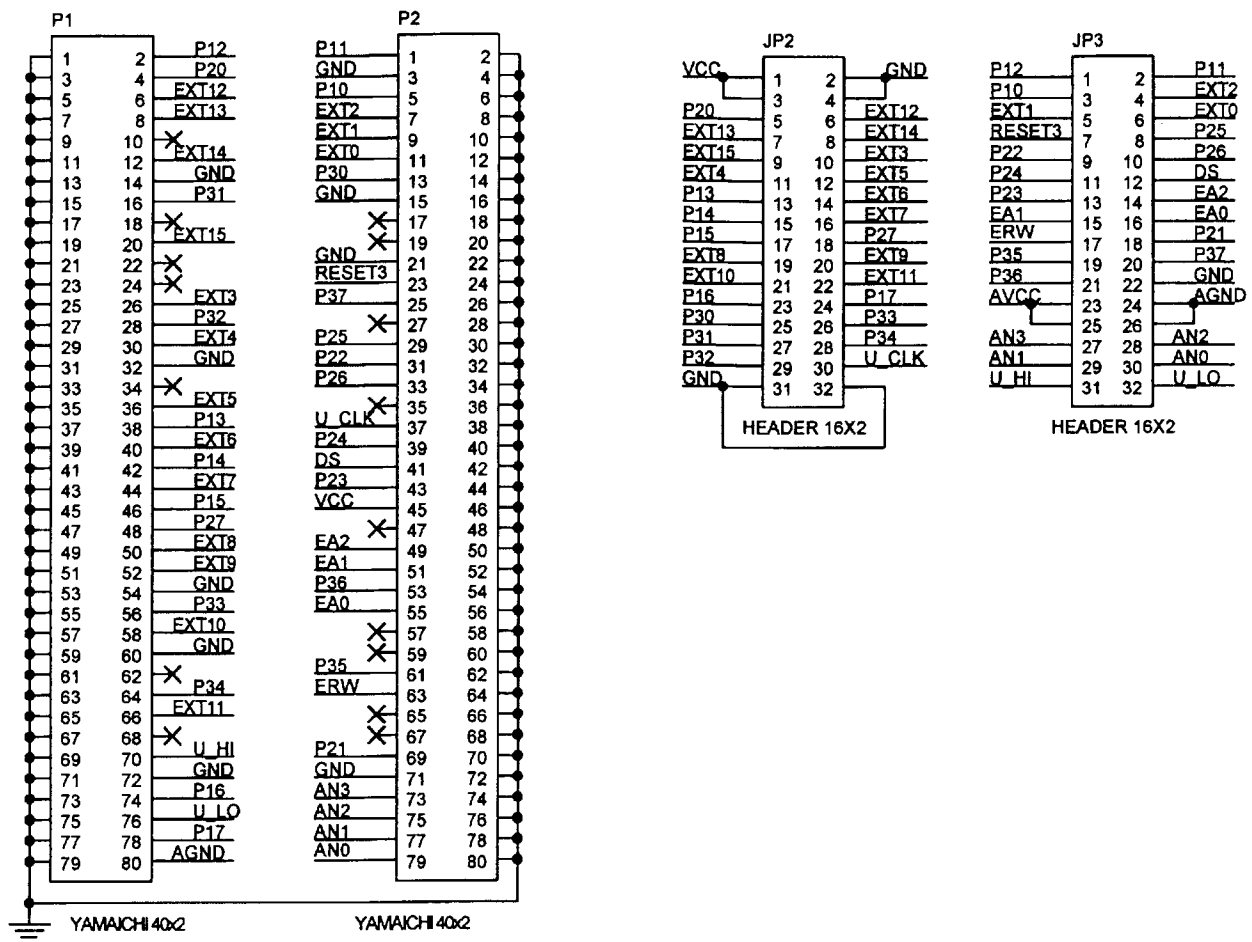 P1
1 2 P12
3 4 P20
5 6 EXT12
7 8 EXT13
9 10
11 12 EXT14
13 14 GND
15 16 P31
17 18
19 20 EXT15
21 22
23 24
25 26 EXT3
27 28 P32
29 30 EXT4
31 32 GND
33 34
35 36 EXT5
37 38 P13
39 40 EXT6
41 42 P14
43 44 EXT7
45 46 P15
47 48 P27
49 50 EXT8
51 52 EXT9
53 54 GND
55 56 P33
57 58 EXT10
59 60 GND
61 62
63 64 P34
65 66 EXT11
67 68
69 70 U_HI
71 72 GND
73 74 P16
75 76 U_LO
77 78 P17
79 80 AGND
YAMAICHI 40x2
P2
P11 1 2
GND 3 4
P10 5 6
EXT2 7 8
EXT1 9 10
EXT0 11 12
P30 13 14
GND 15 16
17 18
19 20
GND 21 22
RESET3 23 24
P37 25 26
27 28
P25 29 30
P22 31 32
P26 33 34
35 36
U_CLK 37 38
P24 39 40
DS 41 42
P23 43 44
VCC 45 46
47 48
EA2 49 50
EA1 51 52
P36 53 54
EA0 55 56
57 58
59 60
P35 61 62
ERW 63 64
65 66
67 68
P21 69 70
GND 71 72
AN3 73 74
AN2 75 76
AN1 77 78
AN0 79 80
YAMAICHI 40x2
JP2
VCC 1 2 GND
3 4
P20 5 6 EXT12
EXT13 7 8 EXT14
EXT15 9 10 EXT3
EXT4 11 12 EXT5
P13 13 14 EXT6
P14 15 16 EXT7
P15 17 18 P27
EXT8 19 20 EXT9
EXT10 21 22 EXT11
P16 23 24 P17
P30 25 26 P33
P31 27 28 P34
P32 29 30 U_CLK
GND 31 32
HEADER 16X2
JP3
P12 1 2 P11
P10 3 4 EXT2
EXT1 5 6 EXT0
RESET3 7 8 P25
P22 9 10 P26
P24 11 12 DS
P23 13 14 EA2
EA1 15 16 EA0
ERW 17 18 P21
P35 19 20 P37
P36 21 22 GND
AVCC 23 24 AGND
25 26
AN3 27 28 AN2
AN1 29 30 AN0
U_HI 31 32 U_LO
HEADER 16X2